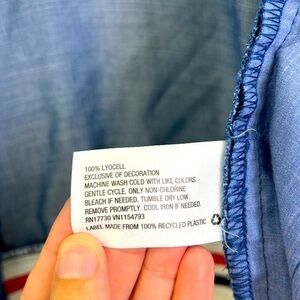 100% LYOCELL
EXCLUSIVE OF DECORATION
MACHINE WASH COLD WITH LIKE COLORS.
GENTLE CYCLE. ONLY NON-CHLORINE
BLEACH IF NEEDED. TUMBLE DRY LOW.
REMOVE PROMPTLY. COOL IRON IF NEEDED.
RN17730 VN1154793
LABEL MADE FROM 100% RECYCLED PLASTIC